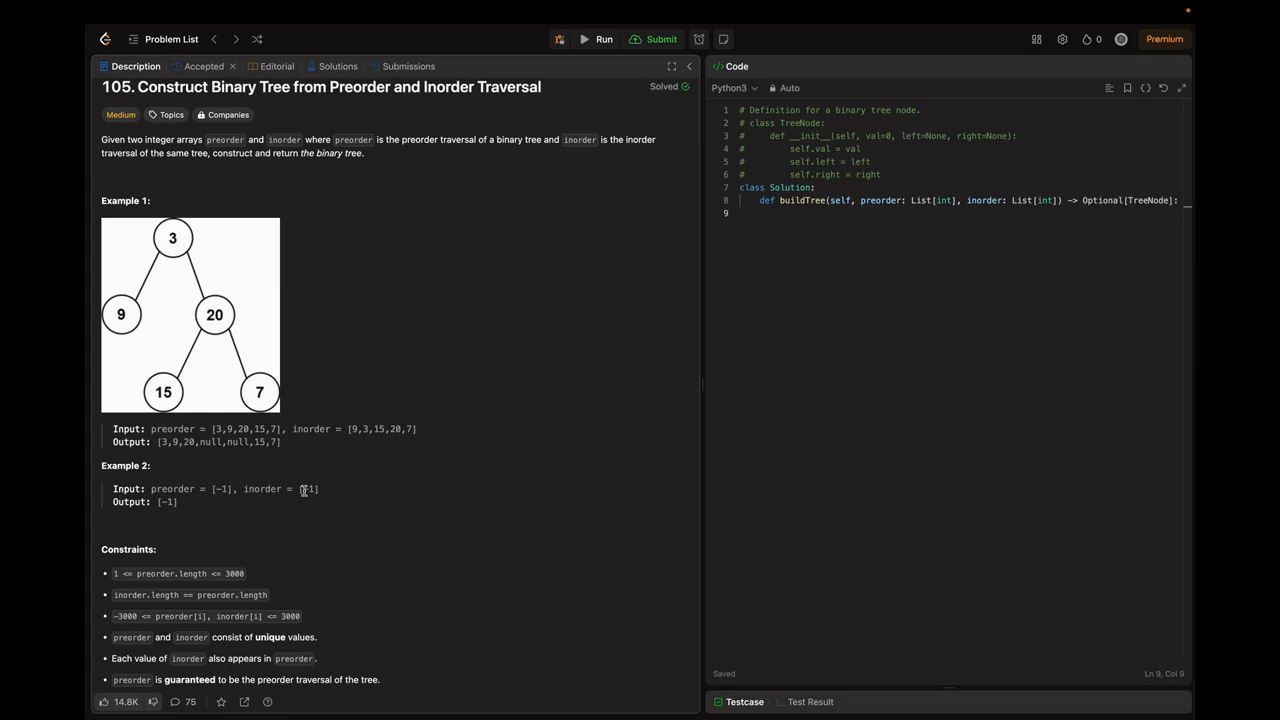 Problem List
Run
Submit
0
Premium
Description
Accepted
Editorial
Solutions
Submissions
105. Construct Binary Tree from Preorder and Inorder Traversal
Solved
Medium
Topics
Companies
Given two integer arrays preorder and inorder where preorder is the preorder traversal of a binary tree and inorder is the inorder
traversal of the same tree, construct and return the binary tree.
Example 1:
3
9
20
15
7
Input: preorder = [3,9,20,15,7], inorder = [9,3,15,20,7]
Output: [3,9,20,null,null,15,7]
Example 2:
Input: preorder = [-1], inorder = [-1]
Output: [-1]
Constraints:
• 1 <= preorder.length <= 3000
• inorder.length == preorder.length
• -3000 <= preorder[i], inorder[i] <= 3000
• preorder and inorder consist of unique values.
• Each value of inorder also appears in preorder.
• preorder is guaranteed to be the preorder traversal of the tree.
14.8K
75
</> Code
Python3
Auto
1 # Definition for a binary tree node.
2 # class TreeNode:
3 #     def __init__(self, val=0, left=None, right=None):
4 #         self.val = val
5 #         self.left = left
6 #         self.right = right
7 class Solution:
8     def buildTree(self, preorder: List[int], inorder: List[int]) -> Optional[TreeNode]:
9
Saved
Ln 9, Col 9
Testcase
Test Result